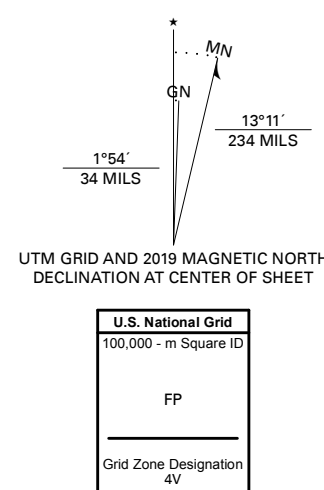 ★
MN
GN
13°11´
234 MILS
1°54´
34 MILS
UTM GRID AND 2019 MAGNETIC NORTH
DECLINATION AT CENTER OF SHEET
U.S. National Grid
100,000 - m Square ID
FP
Grid Zone Designation
4V